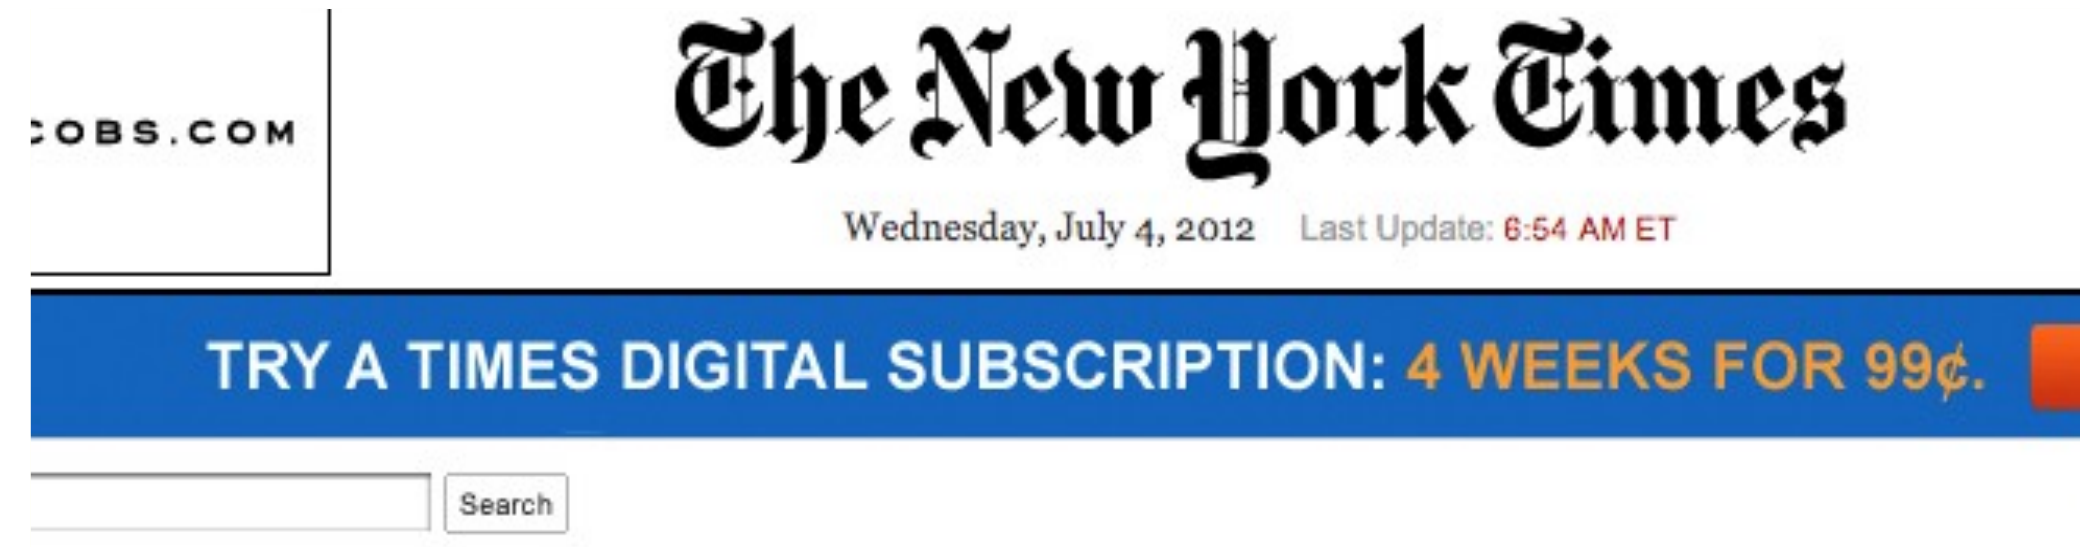 The New York Times
COBS.COM
Wednesday, July 4, 2012 Last Update: 6:54 AM ET
TRY A TIMES DIGITAL SUBSCRIPTION: 4 WEEKS FOR 99¢.
Search